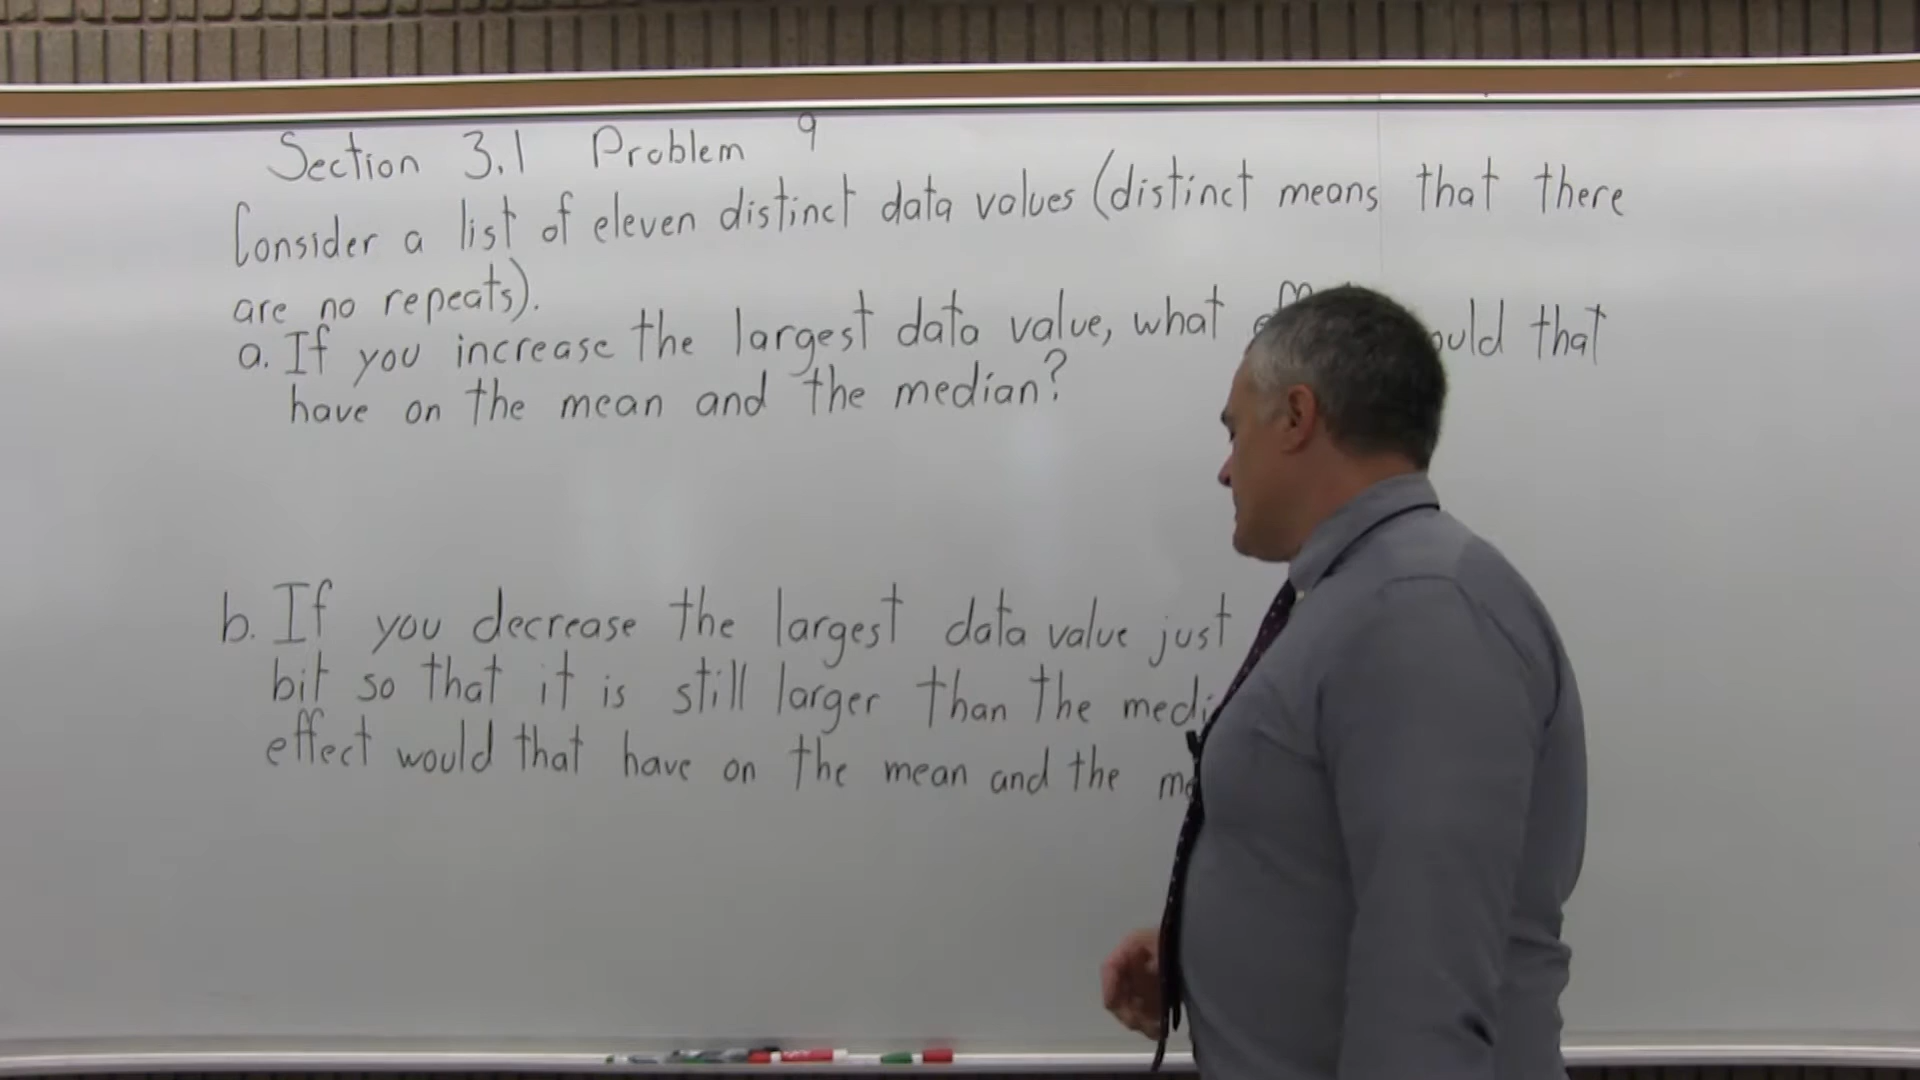 Section 3.1 Problem 9
Consider a list of eleven distinct data values (distinct means that there
are no repeats).
a. If you increase the largest data value, what ould that
have on the mean and the median?
b. If you decrease the largest data value just
bit so that it is still larger than the medi
effect would that have on the mean and the